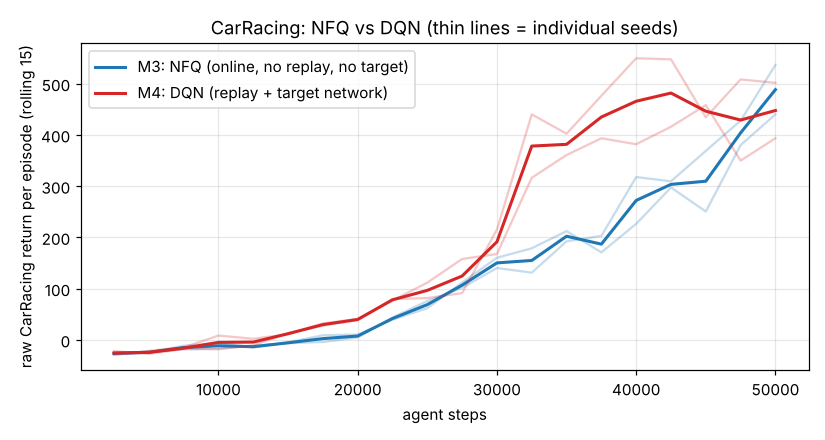 CarRacing: NFQ vs DQN (thin lines = individual seeds)
M3: NFQ (online, no replay, no target)
M4: DQN (replay + target network)
raw CarRacing return per episode (rolling 15)
500
400
300
200
100
0
10000 20000 30000 40000 50000
agent steps